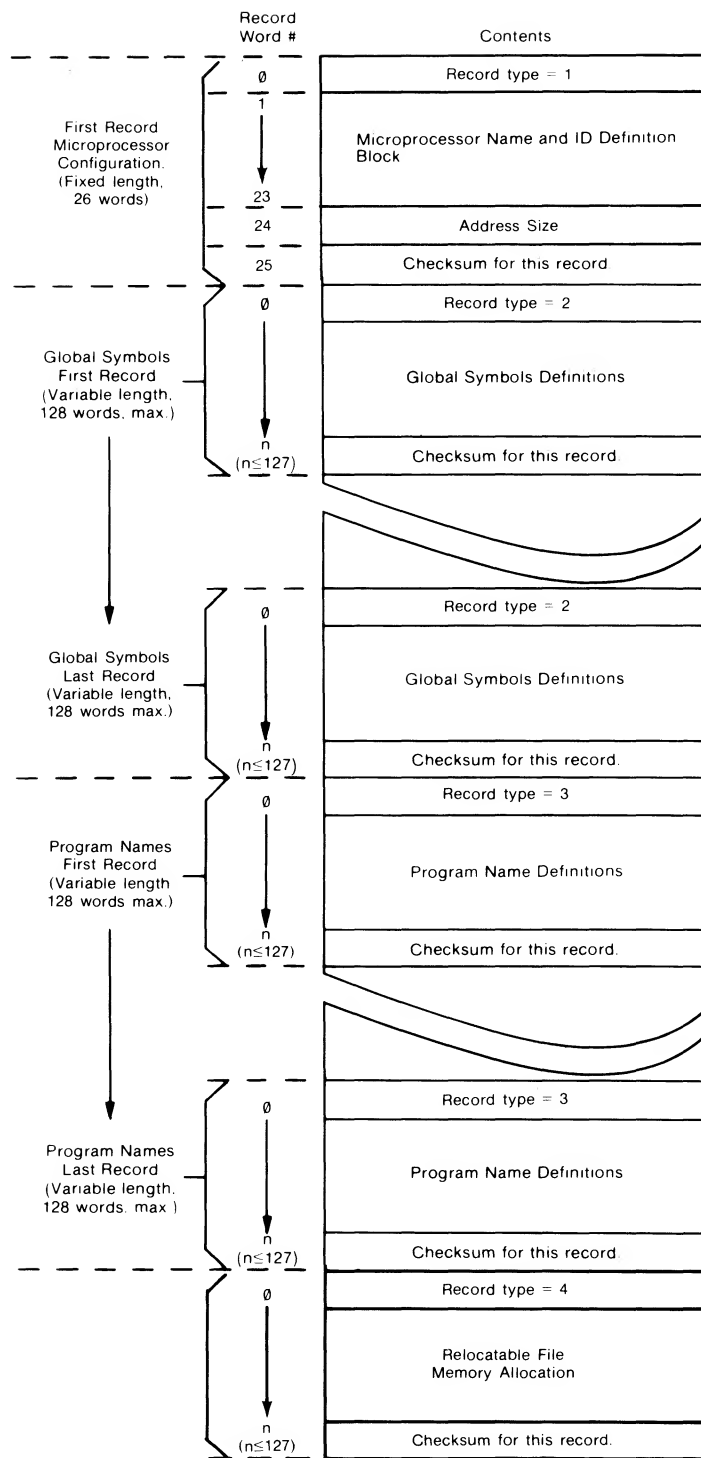 Record
Word #
Contents
Ø
Record type = 1
1
First Record
Microprocessor
Configuration.
(Fixed length,
26 words)
Microprocessor Name and ID Definition
Block
23
24
Address Size
25
Checksum for this record.
Ø
Record type = 2
Global Symbols
First Record
(Variable length,
128 words, max.)
Global Symbols Definitions
n
(n≤127)
Checksum for this record.
Ø
Record type = 2
Global Symbols
Last Record
(Variable length,
128 words max.)
Global Symbols Definitions
n
(n≤127)
Checksum for this record.
Ø
Record type = 3
Program Names
First Record
(Variable length
128 words max.)
Program Name Definitions
n
(n≤127)
Checksum for this record.
Ø
Record type = 3
Program Names
Last Record
(Variable length.
128 words. max )
Program Name Definitions
n
(n≤127)
Checksum for this record.
Ø
Record type = 4
Relocatable File
Memory Allocation
n
(n≤127)
Checksum for this record.